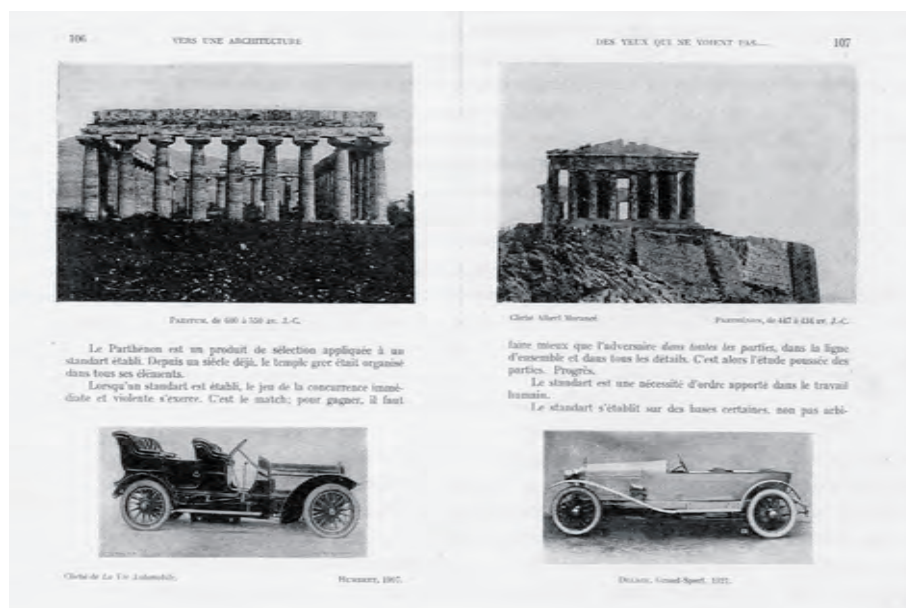 106
VERS UNE ARCHITECTURE
PAESTUM, de 600 à 550 av. J.-C.
Le Parthénon est un produit de sélection appliquée à un
standart établi. Depuis un siècle déjà, le temple grec était organisé
dans tous ses éléments.
Lorsqu'un standart est établi, le jeu de la concurrence immé-
diate et violente s'exerce. C'est le match; pour gagner, il faut
Cliché de La Vie Automobile.
HUMBERT, 1907.
DES YEUX QUI NE VOIENT PAS...
107
Cliché Albert Morancé.
PARTHÉNON, de 447 à 434 av. J.-C.
faire mieux que l'adversaire dans toutes les parties, dans la ligne
d'ensemble et dans tous les détails. C'est alors l'étude poussée des
parties. Progrès.
Le standart est une nécessité d'ordre apporté dans le travail
humain.
Le standart s'établit sur des bases certaines, non pas arbi-
DELAGE, Grand-Sport, 1921.